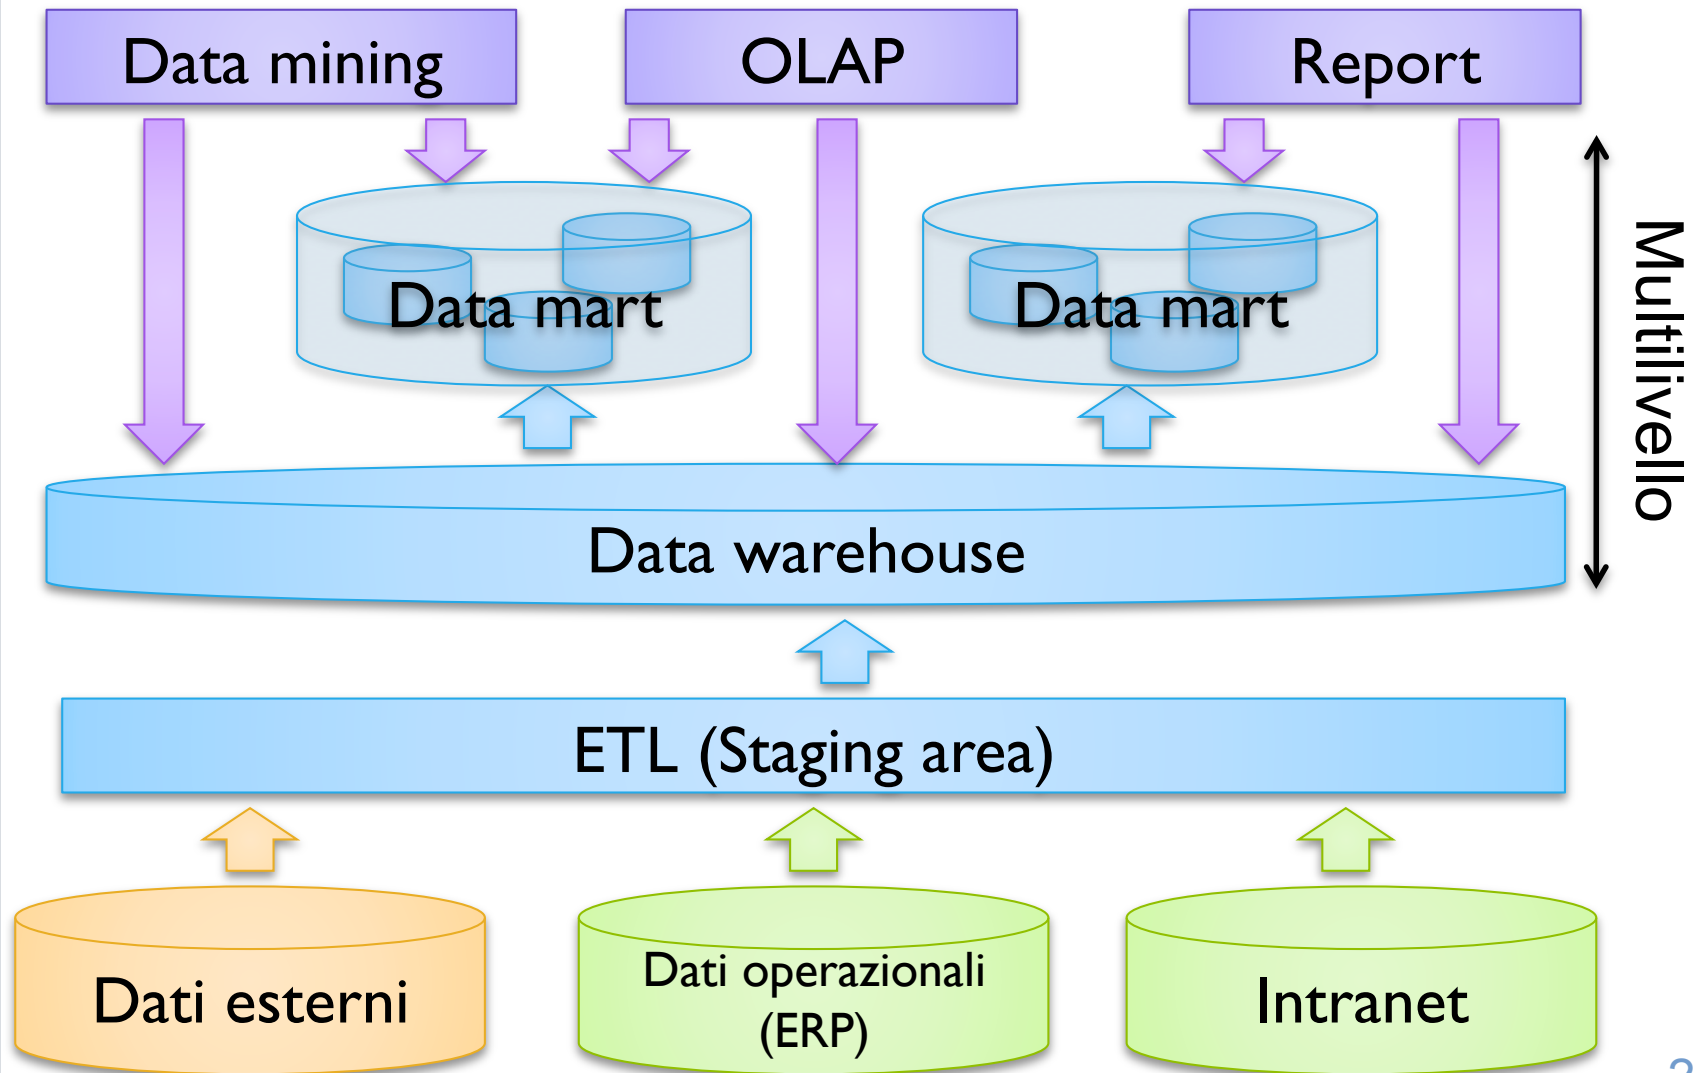 Data mining
OLAP
Report
Data mart
Data mart
Multilivello
Data warehouse
ETL (Staging area)
Dati esterni
Dati operazionali
(ERP)
Intranet